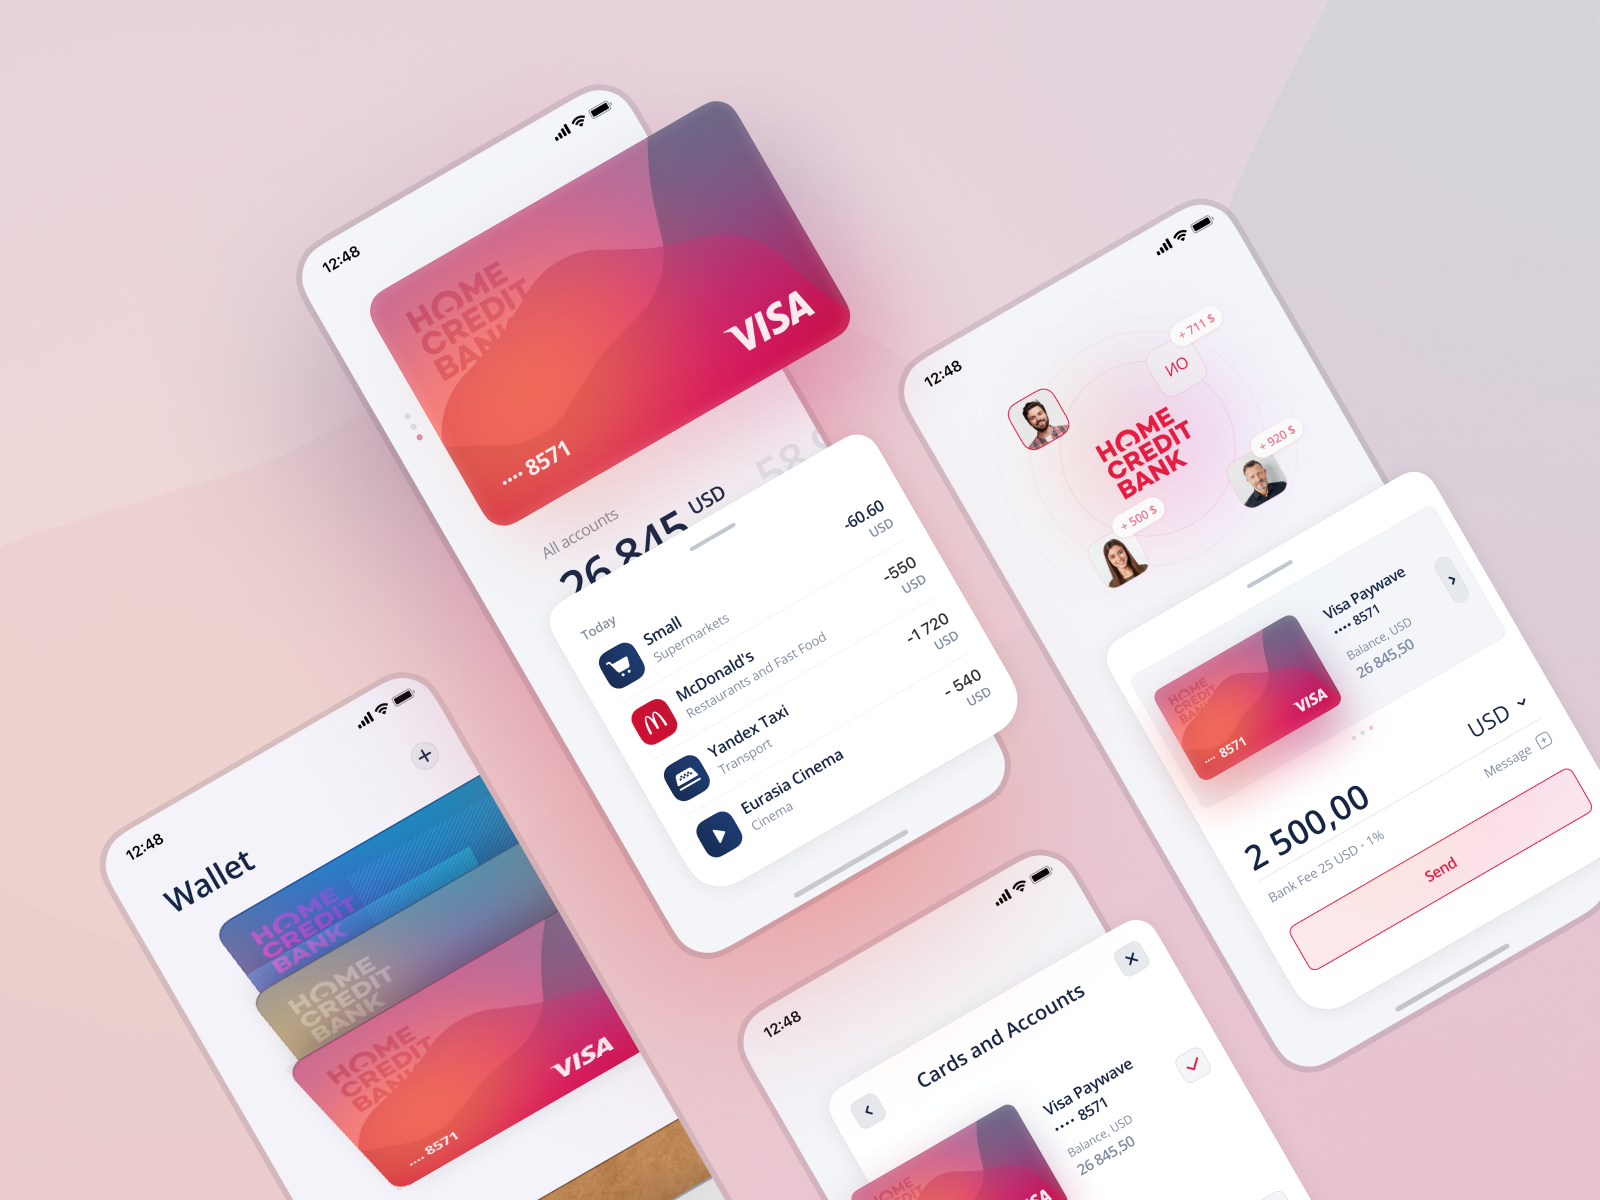 12:48
HOME
CREDIT
BANK
VISA
•••• 8571
All accounts
26 845 USD
58
Today
Small
Supermarkets
-60.60
USD
McDonald's
Restaurants and Fast Food
-550
USD
Yandex Taxi
Transport
-1 720
USD
Eurasia Cinema
Cinema
- 540
USD
12:48
+ 711 $
ИО
HOME
CREDIT
BANK
+ 920 $
+ 500 $
HOME
CREDIT
BANK
VISA
•••• 8571
Visa Paywave
•••• 8571
Balance, USD
26 845,50
2 500,00
USD
Bank Fee 25 USD • 1%
Message
Send
12:48
Wallet
HOME
CREDIT
BANK
HOME
CREDIT
BANK
HOME
CREDIT
BANK
VISA
•••• 8571
12:48
Cards and Accounts
HOME
CREDIT
VISA
Visa Paywave
•••• 8571
Balance, USD
26 845,50